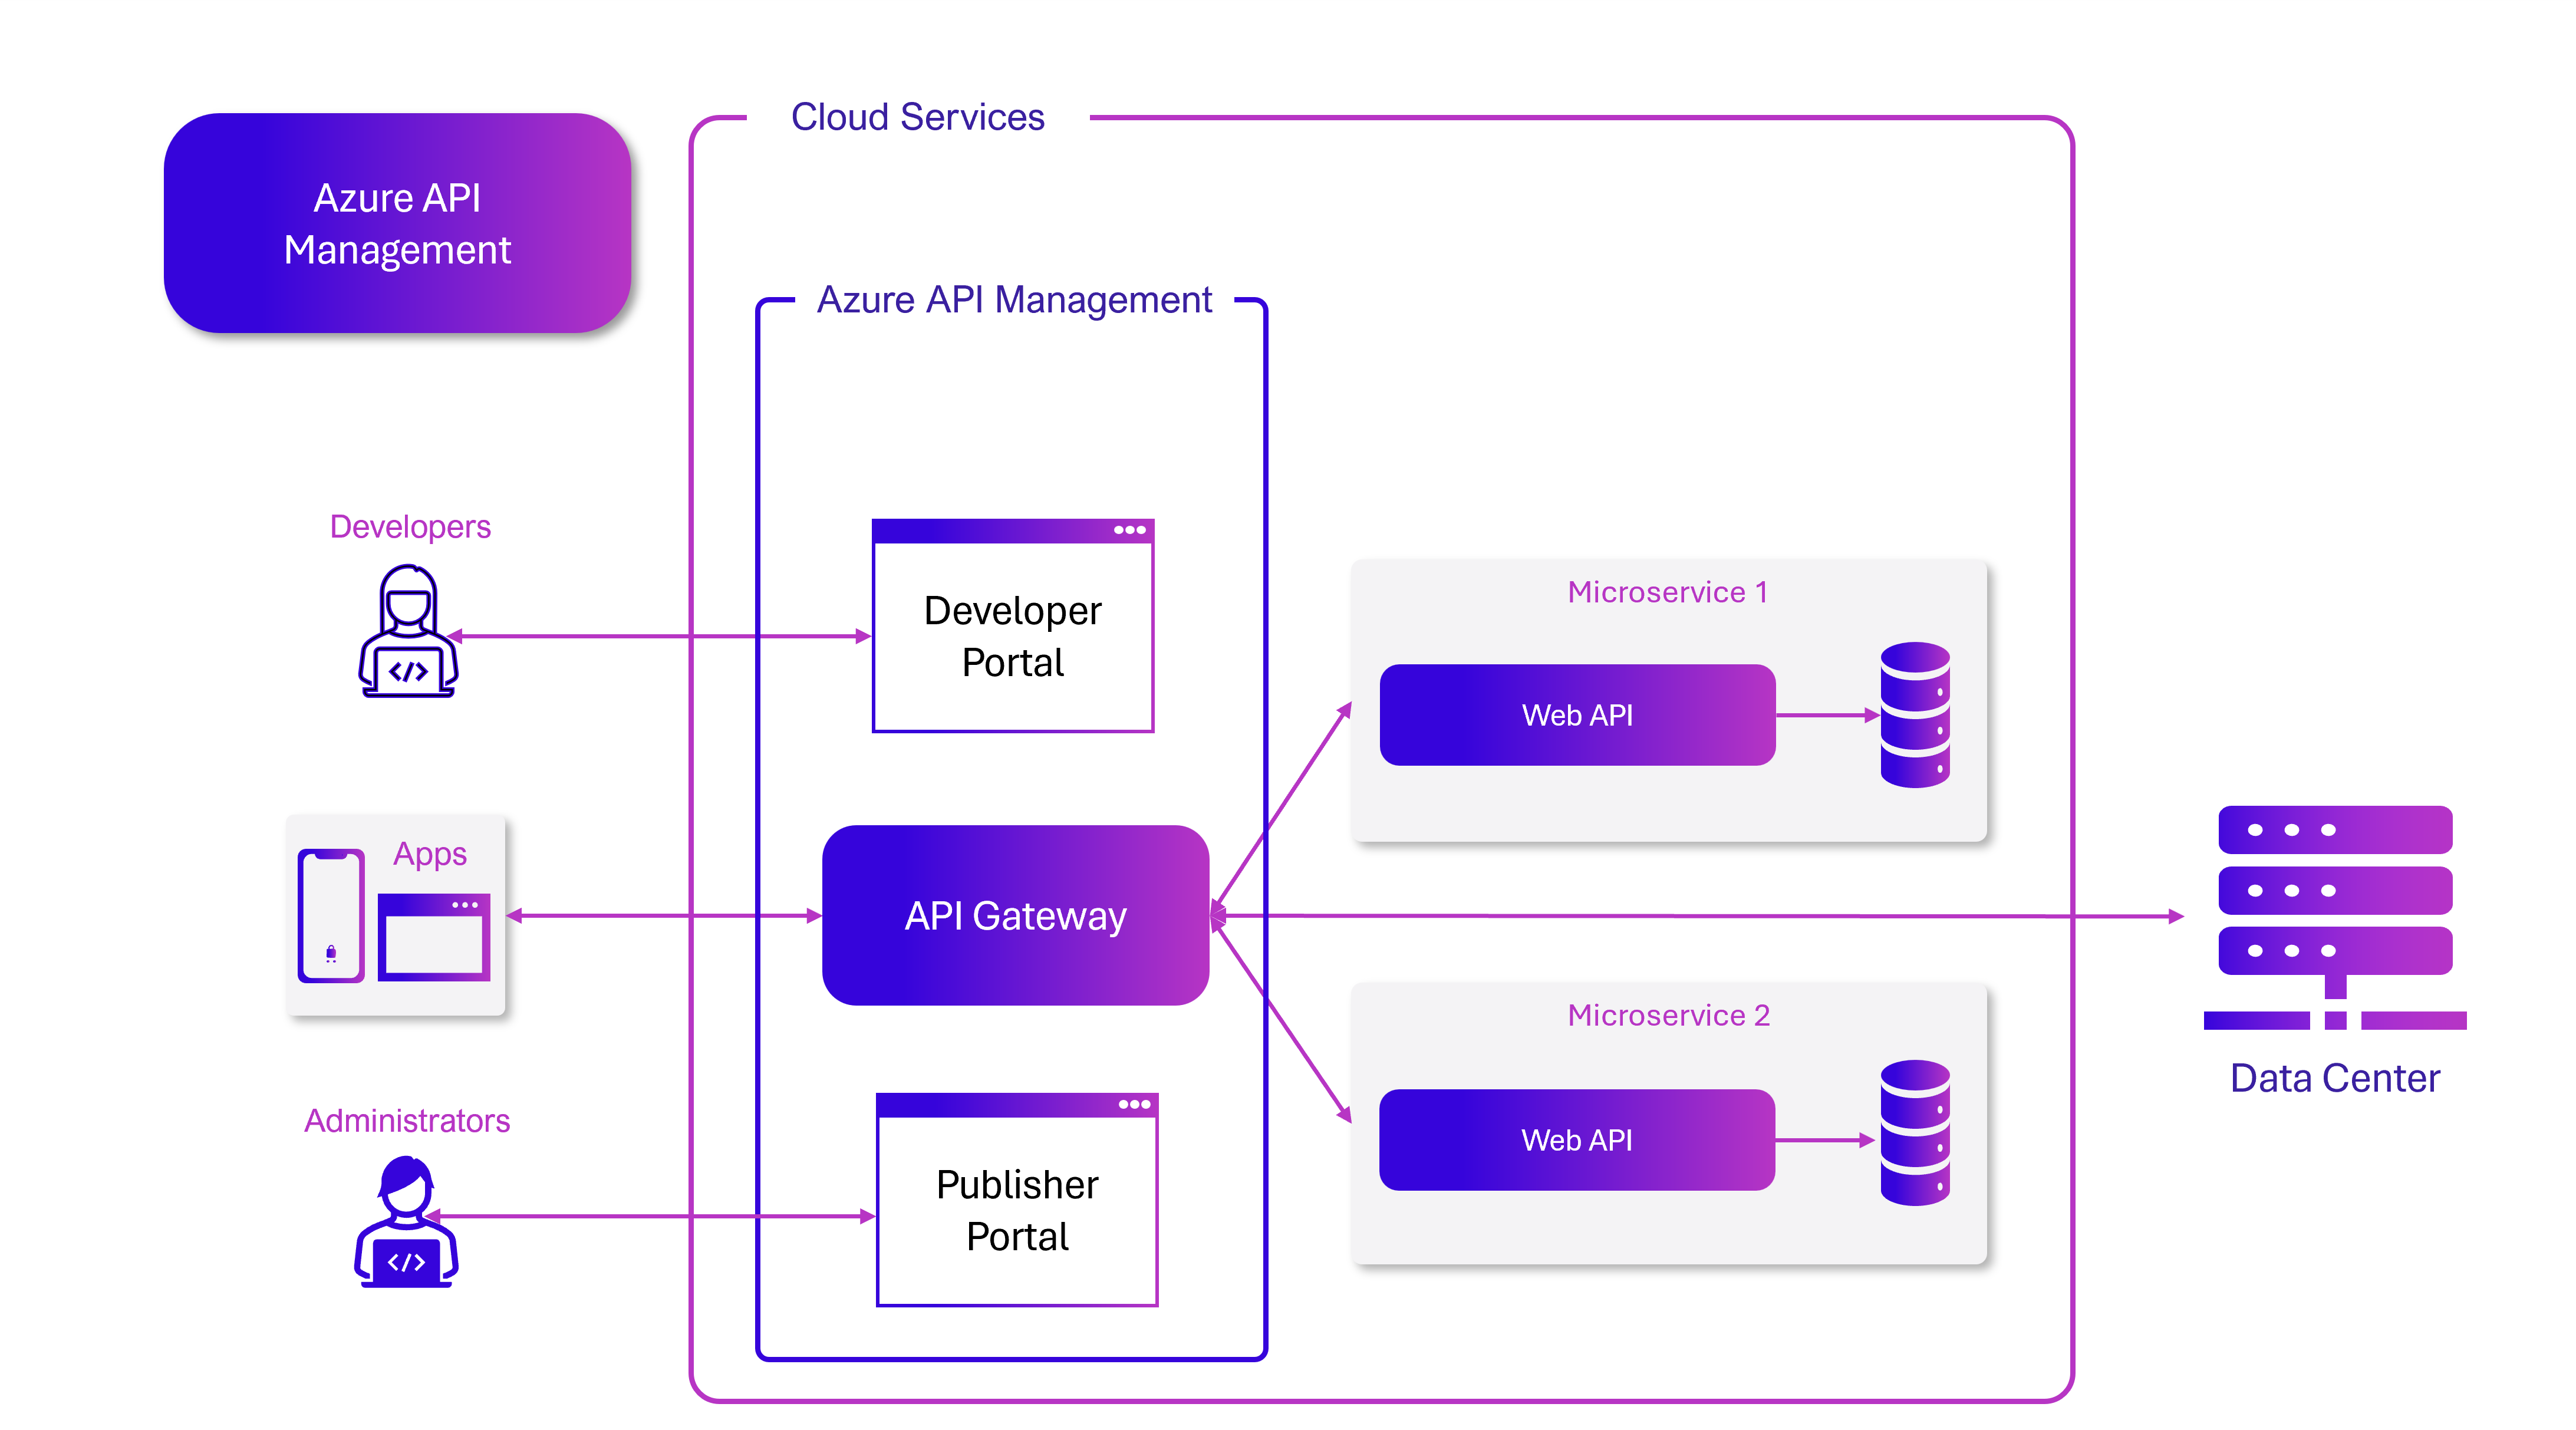 Cloud Services
Azure API
Management
Azure API Management
Developers
Developer
Portal
Microservice 1
Web API
Apps
API Gateway
Microservice 2
Data Center
Administrators
Web API
Publisher
Portal